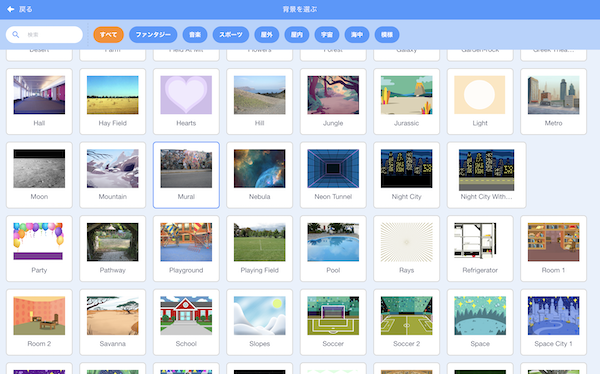 戻る
背景を選ぶ
検索
すべて ファンタジー 音楽 スポーツ 屋外 屋内 宇宙 海中 模様
Desert Farm Field At Mit Flowers Forest Galaxy Garden-rock Greek Thea...
Hall Hay Field Hearts Hill Jungle Jurassic Light Metro
Moon Mountain Mural Nebula Neon Tunnel Night City Night City With...
Party Pathway Playground Playing Field Pool Rays Refrigerator Room 1
Room 2 Savanna School Slopes Soccer Soccer 2 Space Space City 1